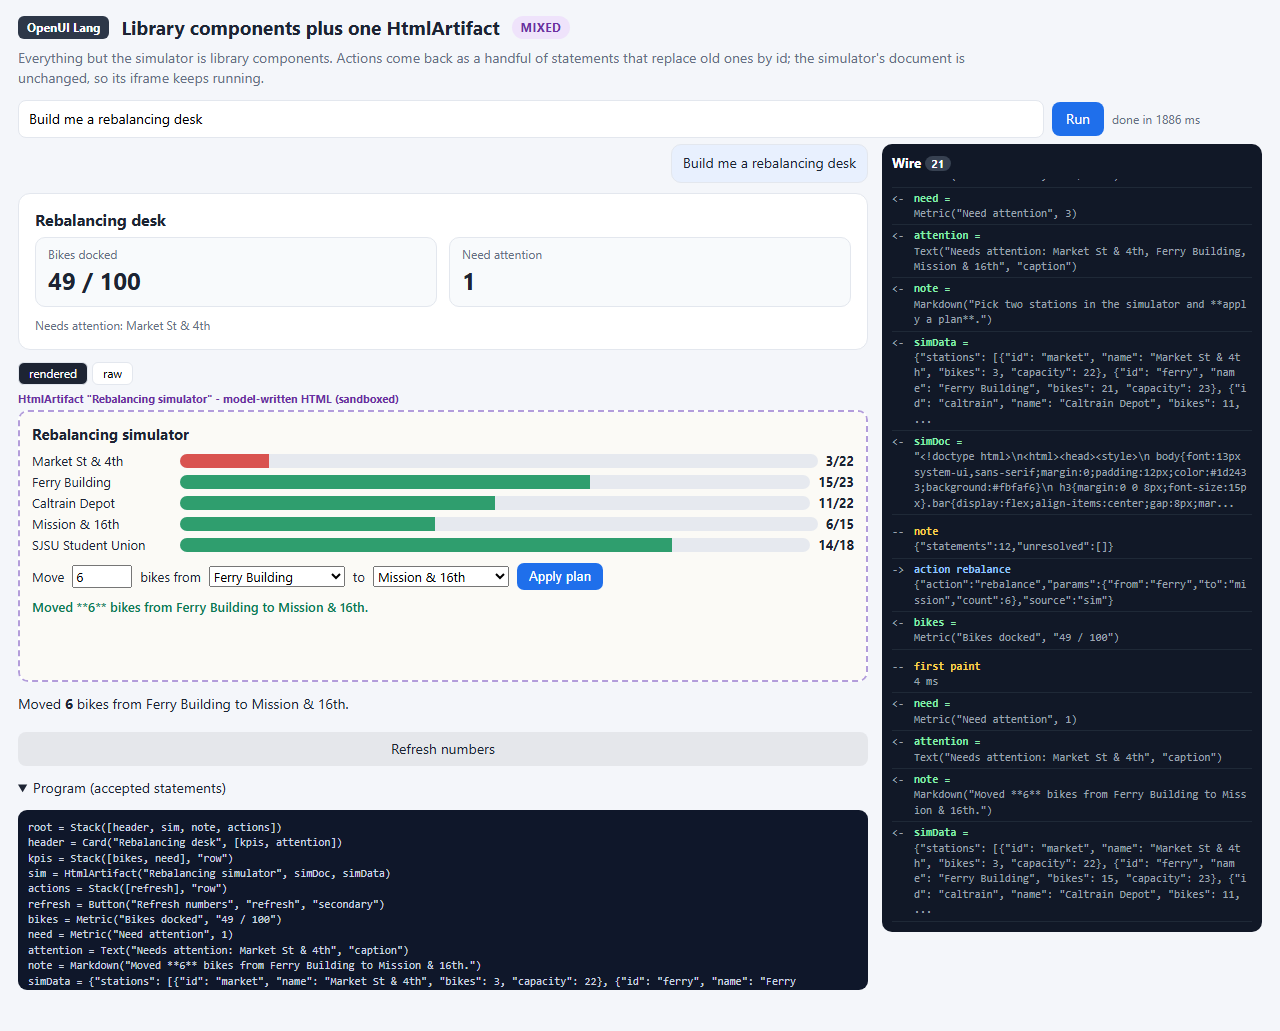 OpenUI Lang Library components plus one HtmlArtifact MIXED
Everything but the simulator is library components. Actions come back as a handful of statements that replace old ones by id; the simulator's document is
unchanged, so its iframe keeps running.
Build me a rebalancing desk
Run
done in 1886 ms
Build me a rebalancing desk
Rebalancing desk
Bikes docked
49 / 100
Need attention
1
Needs attention: Market St & 4th
rendered
raw
HtmlArtifact "Rebalancing simulator" - model-written HTML (sandboxed)
Rebalancing simulator
Market St & 4th 3/22
Ferry Building 15/23
Caltrain Depot 11/22
Mission & 16th 6/15
SJSU Student Union 14/18
Move 6 bikes from Ferry Building to Mission & 16th Apply plan
Moved **6** bikes from Ferry Building to Mission & 16th.
Moved 6 bikes from Ferry Building to Mission & 16th.
Refresh numbers
▼ Program (accepted statements)
root = Stack([header, sim, note, actions])
header = Card("Rebalancing desk", [kpis, attention])
kpis = Stack([bikes, need], "row")
sim = HtmlArtifact("Rebalancing simulator", simDoc, simData)
actions = Stack([refresh], "row")
refresh = Button("Refresh numbers", "refresh", "secondary")
bikes = Metric("Bikes docked", "49 / 100")
need = Metric("Need attention", 1)
attention = Text("Needs attention: Market St & 4th", "caption")
note = Markdown("Moved **6** bikes from Ferry Building to Mission & 16th.")
simData = {"stations": [{"id": "market", "name": "Market St & 4th", "bikes": 3, "capacity": 22}, {"id": "ferry", "name": "Ferry
Wire 21
<- need =
Metric("Need attention", 3)
<- attention =
Text("Needs attention: Market St & 4th, Ferry Building,
Mission & 16th", "caption")
<- note =
Markdown("Pick two stations in the simulator and **appl
y a plan**.")
<- simData =
{"stations": [{"id": "market", "name": "Market St & 4t
h", "bikes": 3, "capacity": 22}, {"id": "ferry", "nam
e": "Ferry Building", "bikes": 21, "capacity": 23}, {"i
d": "caltrain", "name": "Caltrain Depot", "bikes": 11,
...
<- simDoc =
"<!doctype html>\n<html><head><style>\n body{font:13px
system-ui,sans-serif;margin:0;padding:12px;color:#1d243
3;background:#fbfaf6}\n h3{margin:0 0 8px;font-size:15p
x}.bar{display:flex;align-items:center;gap:8px;mar...
-- note
{"statements":12,"unresolved":[]}
-> action rebalance
{"action":"rebalance","params":{"from":"ferry","to":"mi
ssion","count":6},"source":"sim"}
<- bikes =
Metric("Bikes docked", "49 / 100")
-- first paint
4 ms
<- need =
Metric("Need attention", 1)
<- attention =
Text("Needs attention: Market St & 4th", "caption")
<- note =
Markdown("Moved **6** bikes from Ferry Building to Miss
ion & 16th.")
<- simData =
{"stations": [{"id": "market", "name": "Market St & 4t
h", "bikes": 3, "capacity": 22}, {"id": "ferry", "nam
e": "Ferry Building", "bikes": 15, "capacity": 23}, {"i
d": "caltrain", "name": "Caltrain Depot", "bikes": 11,
...